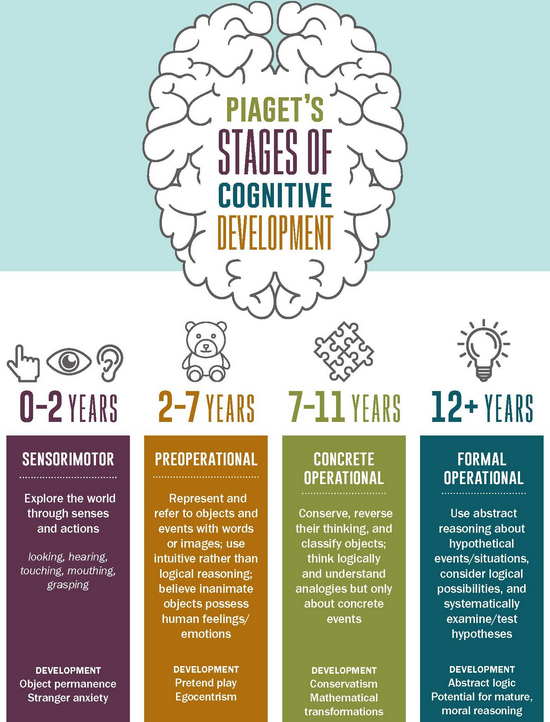 PIAGET'S
STAGES OF
COGNITIVE
DEVELOPMENT
0-2 YEARS
SENSORIMOTOR
Explore the world
through senses
and actions
looking, hearing,
touching, mouthing,
grasping
DEVELOPMENT
Object permanence
Stranger anxiety
2-7 YEARS
PREOPERATIONAL
Represent and
refer to objects and
events with words
or images; use
intuitive rather than
logical reasoning;
believe inanimate
objects possess
human feelings/
emotions
DEVELOPMENT
Pretend play
Egocentrism
7-11 YEARS
CONCRETE
OPERATIONAL
Conserve, reverse
their thinking, and
classify objects;
think logically
and understand
analogies but only
about concrete
events
DEVELOPMENT
Conservatism
Mathematical
transformations
12+ YEARS
FORMAL
OPERATIONAL
Use abstract
reasoning about
hypothetical
events/situations,
consider logical
possibilities, and
systematically
examine/test
hypotheses
DEVELOPMENT
Abstract logic
Potential for mature,
moral reasoning